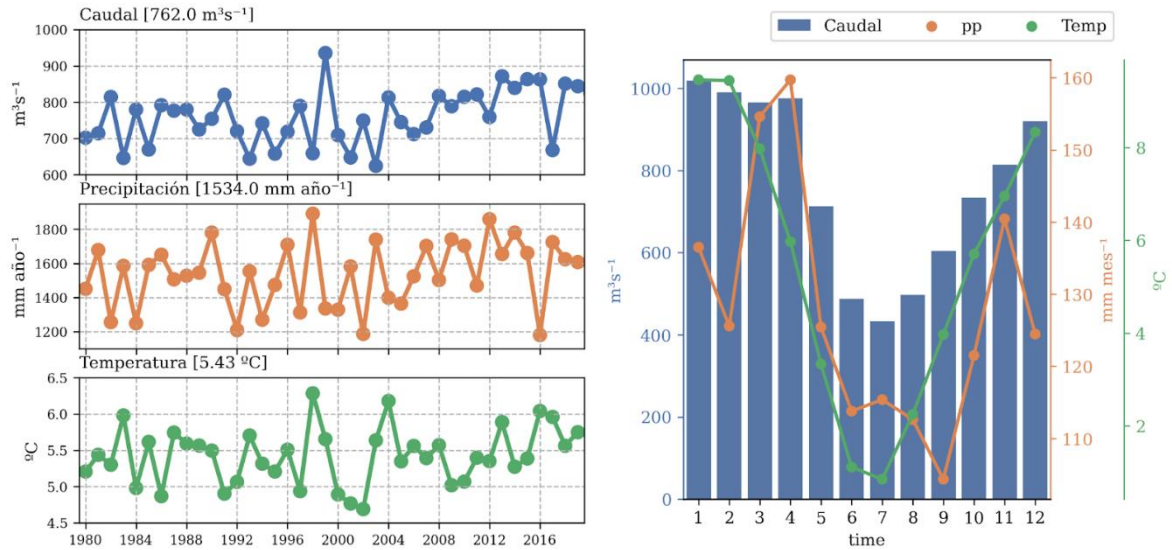 Caudal [762.0 m³s⁻¹]
1000
900
800
700
600
m³s⁻¹
Precipitación [1534.0 mm año⁻¹]
1800
1600
1400
1200
mm año⁻¹
Temperatura [5.43 ºC]
6.5
6.0
5.5
5.0
4.5
ºC
1980 1984 1988 1992 1996 2000 2004 2008 2012 2016
Caudal pp Temp
1000
800
600
400
200
0
m³s⁻¹
160
150
140
130
120
110
mm mes⁻¹
8
6
4
2
ºC
1 2 3 4 5 6 7 8 9 10 11 12
time